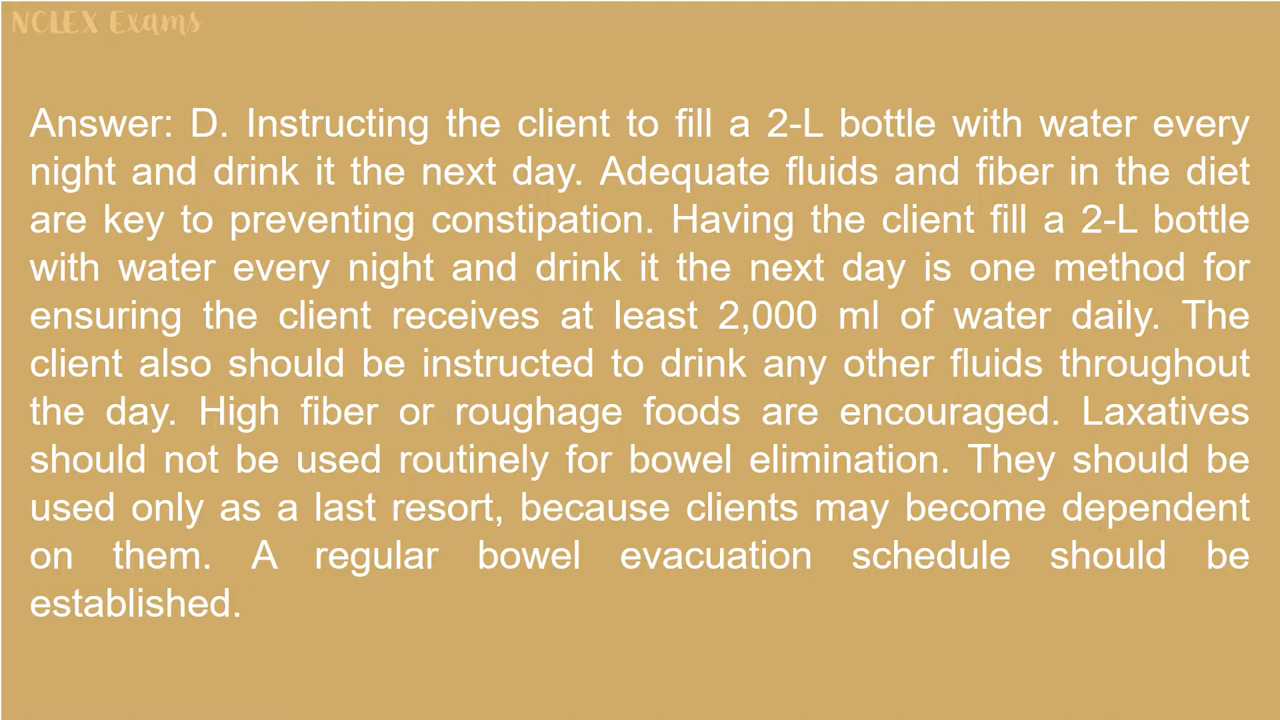 NCLEX Exams
Answer: D. Instructing the client to fill a 2-L bottle with water every
night and drink it the next day. Adequate fluids and fiber in the diet
are key to preventing constipation. Having the client fill a 2-L bottle
with water every night and drink it the next day is one method for
ensuring the client receives at least 2,000 ml of water daily. The
client also should be instructed to drink any other fluids throughout
the day. High fiber or roughage foods are encouraged. Laxatives
should not be used routinely for bowel elimination. They should be
used only as a last resort, because clients may become dependent
on them. A regular bowel evacuation schedule should be
established.